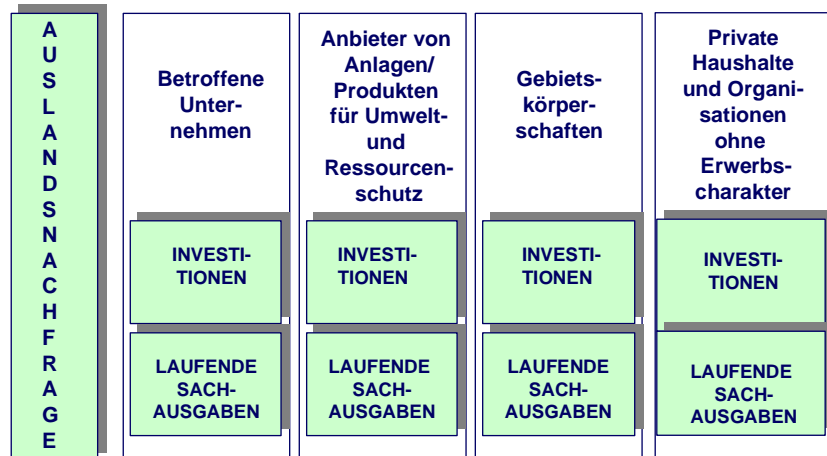 A
U
S
L
A
N
D
S
N
A
C
H
F
R
A
G
E
Betroffene
Unter-
nehmen
INVESTI-
TIONEN
LAUFENDE
SACH-
AUSGABEN
Anbieter von
Anlagen/
Produkten
für Umwelt-
und
Ressourcen-
schutz
INVESTI-
TIONEN
LAUFENDE
SACH-
AUSGABEN
Gebiets-
körper-
schaften
INVESTI-
TIONEN
LAUFENDE
SACH-
AUSGABEN
Private
Haushalte
und Organi-
sationen
ohne
Erwerbs-
charakter
INVESTI-
TIONEN
LAUFENDE
SACH-
AUSGABEN